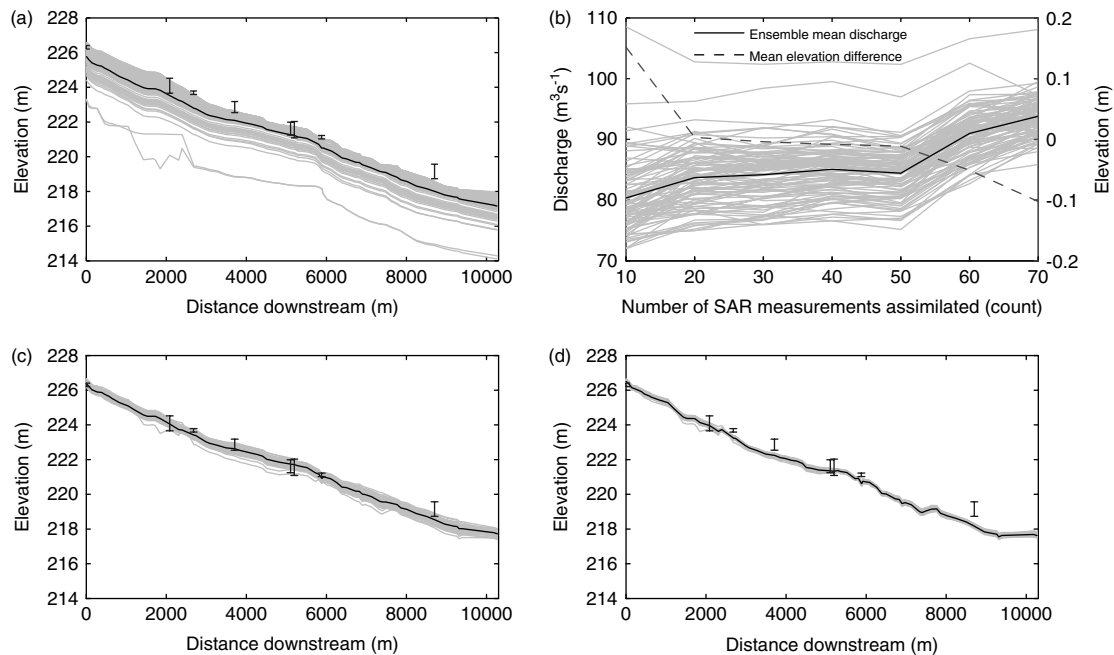 (a)
228
226
224
222
220
218
216
214
Elevation (m)
0 2000 4000 6000 8000 10000
Distance downstream (m)
(b)
110
100
90
80
70
Discharge (m³s⁻¹)
Ensemble mean discharge
Mean elevation difference
0.2
0.1
0
-0.1
-0.2
Elevation (m)
10 20 30 40 50 60 70
Number of SAR measurements assimilated (count)
(c)
228
226
224
222
220
218
216
214
Elevation (m)
0 2000 4000 6000 8000 10000
Distance downstream (m)
(d)
228
226
224
222
220
218
216
214
Elevation (m)
0 2000 4000 6000 8000 10000
Distance downstream (m)